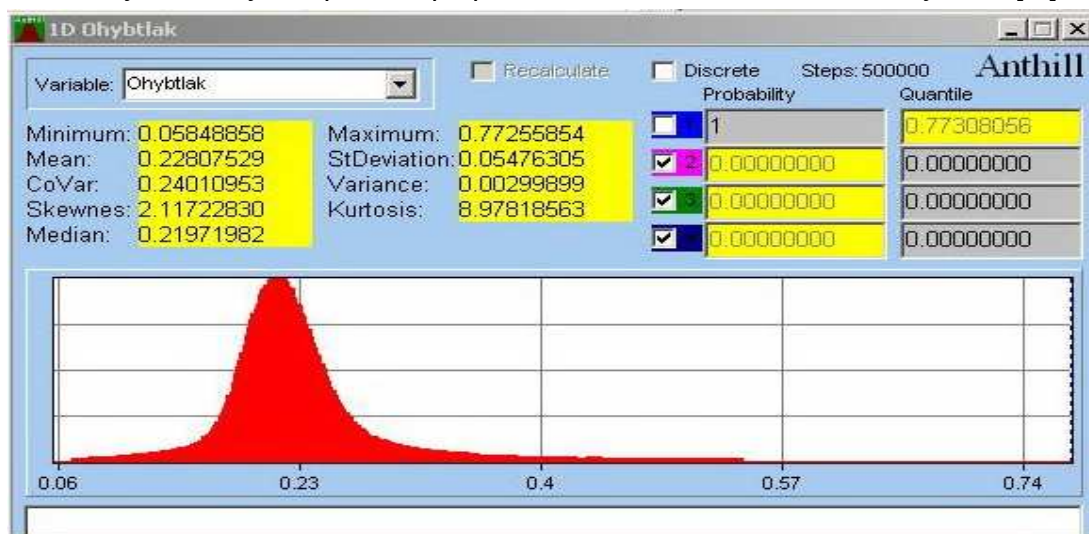 1D Ohybtlak
Variable: Ohybtlak
Recalculate
Discrete Steps: 500000 Anthill
Probability Quantile
Minimum: 0.05848858 Maximum: 0.77255854
Mean: 0.22807529 StDeviation: 0.05476305
CoVar: 0.24010953 Variance: 0.00299899
Skewnes: 2.11722830 Kurtosis: 8.97818563
Median: 0.21971982
1 1 0.77308056
2 0.00000000 0.00000000
3 0.00000000 0.00000000
0.00000000 0.00000000
0.06 0.23 0.4 0.57 0.74